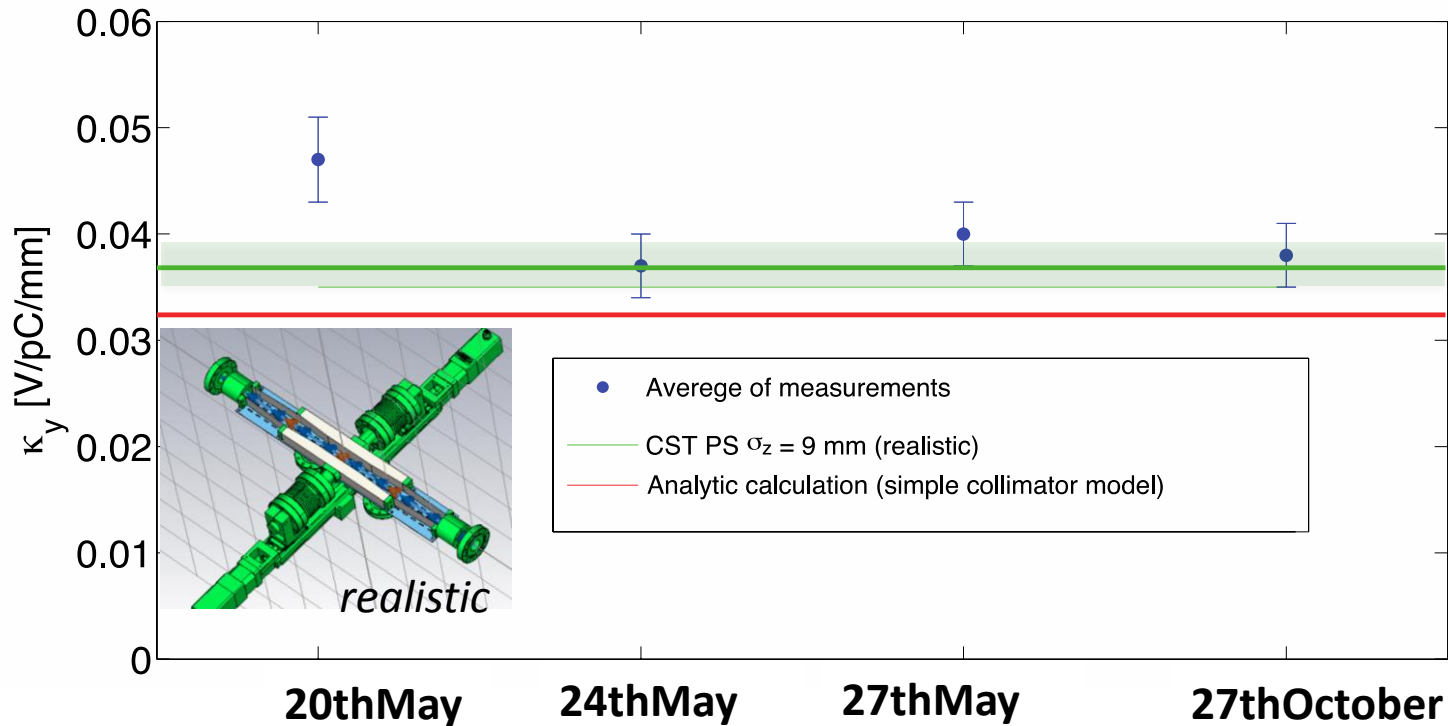 0.06
0.05
0.04
0.03
0.02
0.01
0
κy [V/pC/mm]
realistic
Averege of measurements
CST PS σz = 9 mm (realistic)
Analytic calculation (simple collimator model)
20thMay 24thMay 27thMay 27thOctober